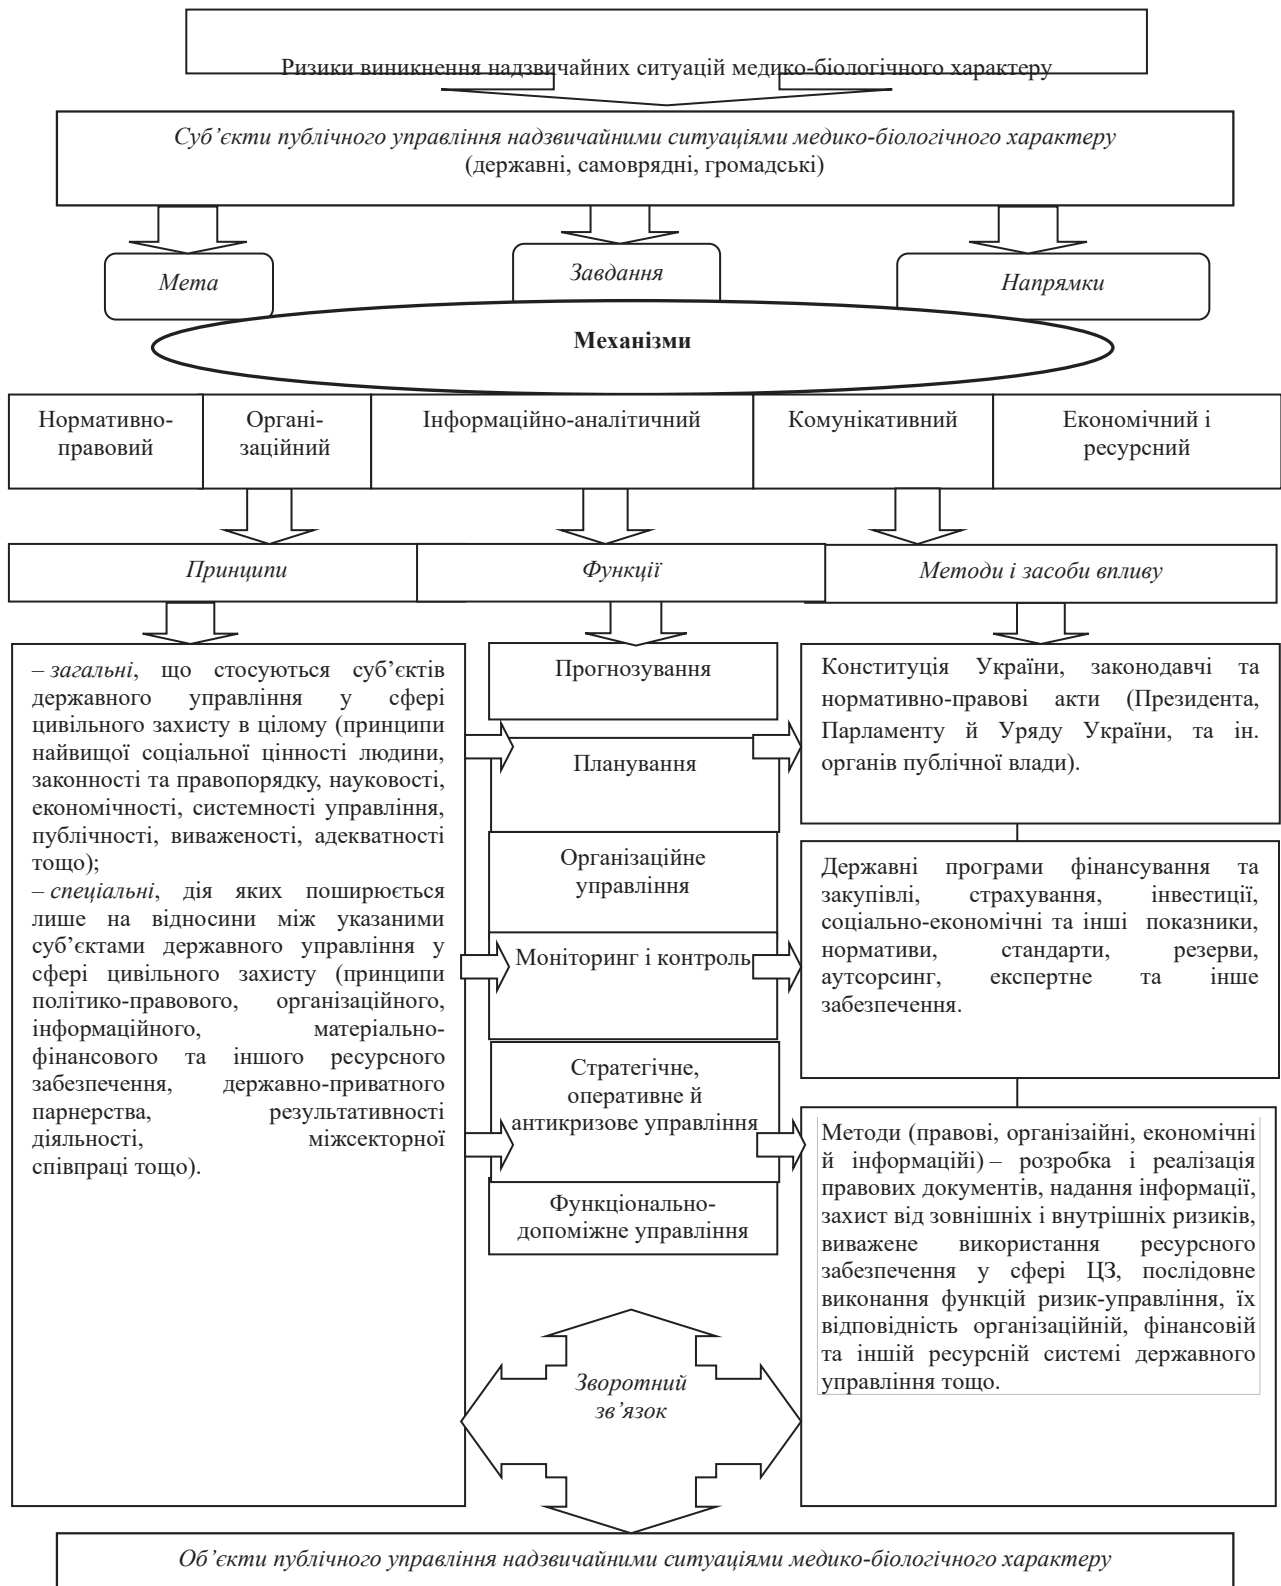 Ризики виникнення надзвичайних ситуацій медико-біологічного характеру
Суб’єкти публічного управління надзвичайними ситуаціями медико-біологічного характеру
(державні, самоврядні, громадські)
Мета
Завдання
Напрямки
Механізми
Нормативно-
правовий
Органі-
заційний
Інформаційно-аналітичний
Комунікативний
Економічний і
ресурсний
Принципи
Функції
Методи і засоби впливу
– загальні, що стосуються суб’єктів
державного управління у сфері
цивільного захисту в цілому (принципи
найвищої соціальної цінності людини,
законності та правопорядку, науковості,
економічності, системності управління,
публічності, виваженості, адекватності
тощо);
– спеціальні, дія яких поширюється
лише на відносини між указаними
суб’єктами державного управління у
сфері цивільного захисту (принципи
політико-правового, організаційного,
інформаційного, матеріально-
фінансового та іншого ресурсного
забезпечення, державно-приватного
парнерства, результативності
діяльності, міжсекторної
співпраці тощо).
Прогнозування
Планування
Організаційне
управління
Моніторинг і контроль
Стратегічне,
оперативне й
антикризове управління
Функціонально-
допоміжне управління
Конституція України, законодавчі та
нормативно-правові акти (Президента,
Парламенту й Уряду України, та ін.
органів публічної влади).
Державні програми фінансування та
закупівлі, страхування, інвестиції,
соціально-економічні та інші показники,
нормативи, стандарти, резерви,
аутсорсинг, експертне та інше
забезпечення.
Методи (правові, організаійні, економічні
й інформаційі) – розробка і реалізація
правових документів, надання інформації,
захист від зовнішніх і внутрішніх ризиків,
виважене використання ресурсного
забезпечення у сфері ЦЗ, послідовне
виконання функцій ризик-управління, їх
відповідність організаційній, фінансовій
та іншій ресурсній системі державного
управління тощо.
Зворотний
зв’язок
Об’єкти публічного управління надзвичайними ситуаціями медико-біологічного характеру